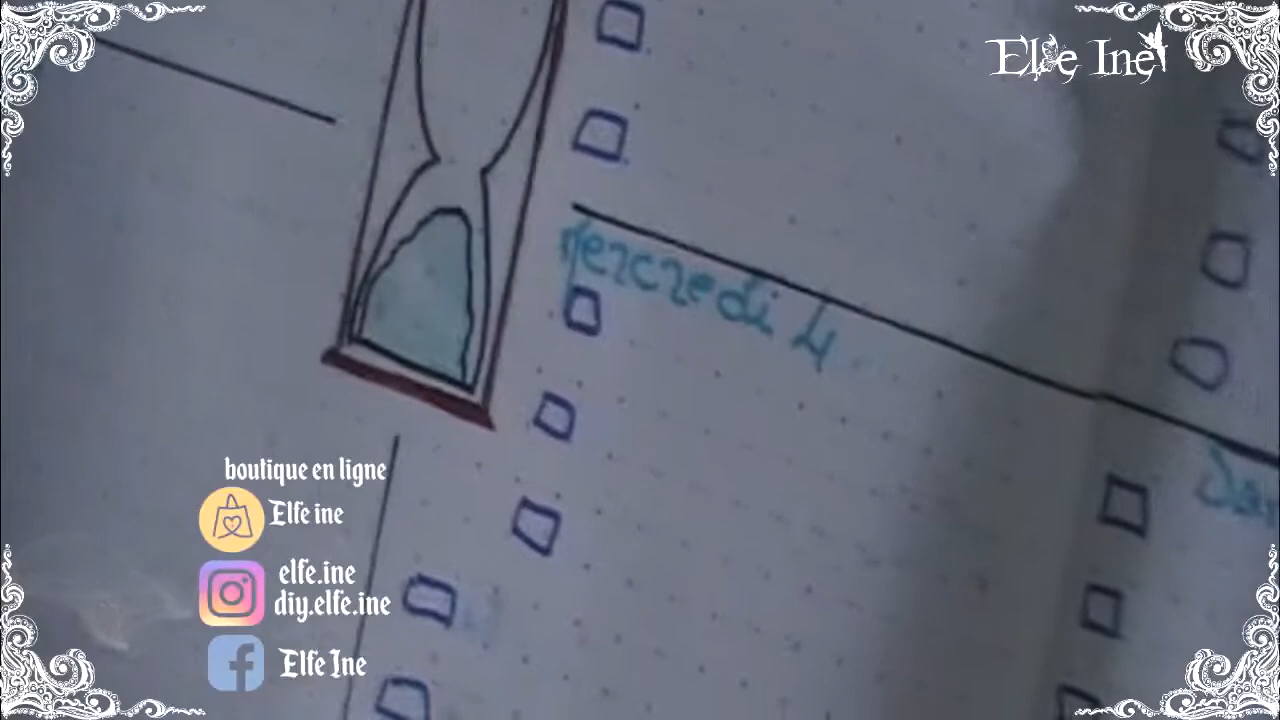 Elfe Ine
Mercredi 4
boutique en ligne
Elfe ine
elfe.ine
diy.elfe.ine
Elfe Ine